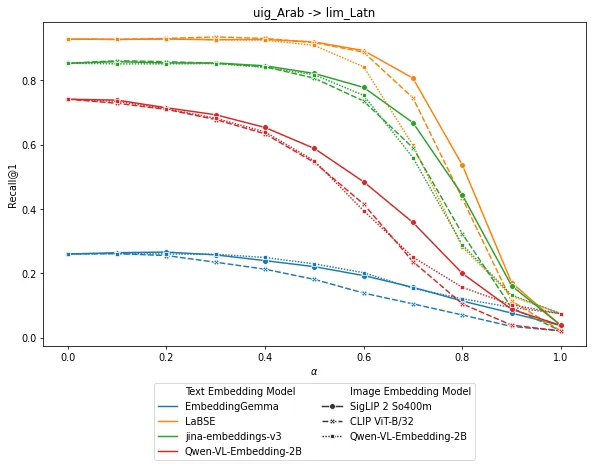 uig_Arab -> lim_Latn
Recall@1
0.8
0.6
0.4
0.2
0.0
0.0 0.2 0.4 0.6 0.8 1.0
α
Text Embedding Model
EmbeddingGemma
LaBSE
jina-embeddings-v3
Qwen-VL-Embedding-2B
Image Embedding Model
SigLIP 2 So400m
CLIP ViT-B/32
Qwen-VL-Embedding-2B